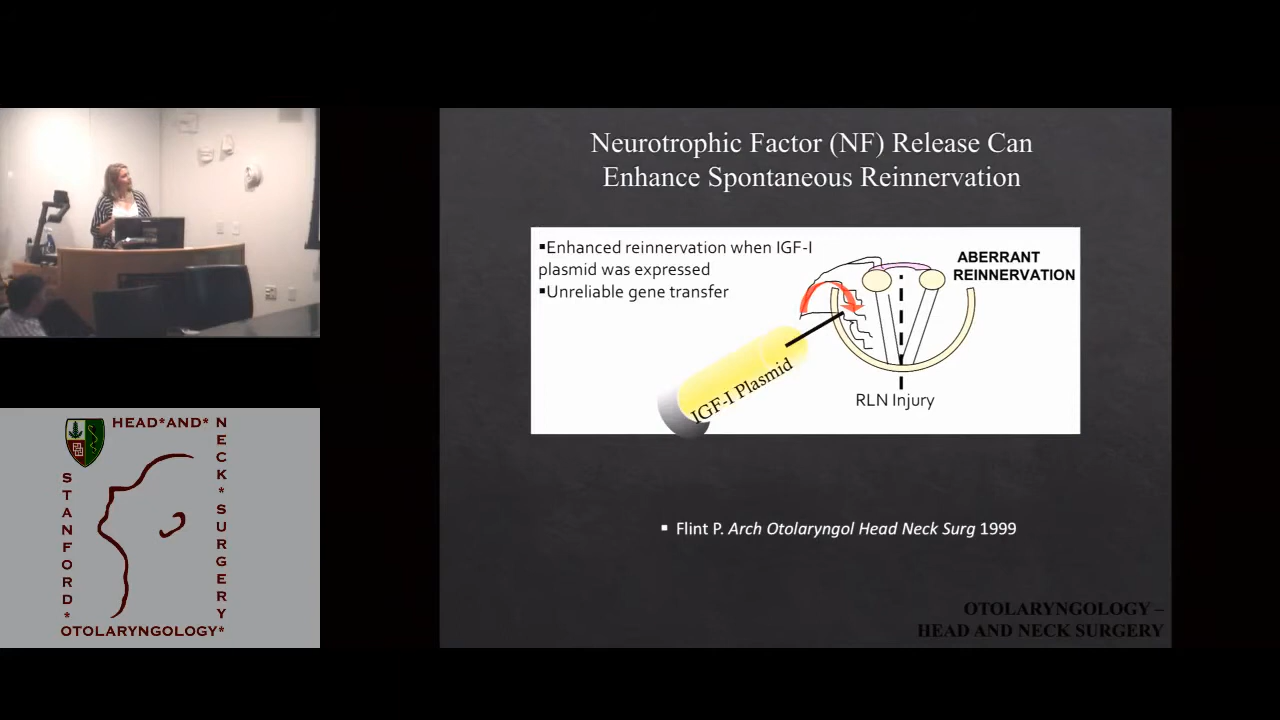 Neurotrophic Factor (NF) Release Can
Enhance Spontaneous Reinnervation
▪Enhanced reinnervation when IGF-I
plasmid was expressed
▪Unreliable gene transfer
ABERRANT
REINNERVATION
IGF-I Plasmid
RLN Injury
▪ Flint P. Arch Otolaryngol Head Neck Surg 1999
OTOLARYNGOLOGY –
HEAD AND NECK SURGERY
HEAD*AND*
NECK*SURGERY
STANFORD*
OTOLARYNGOLOGY*